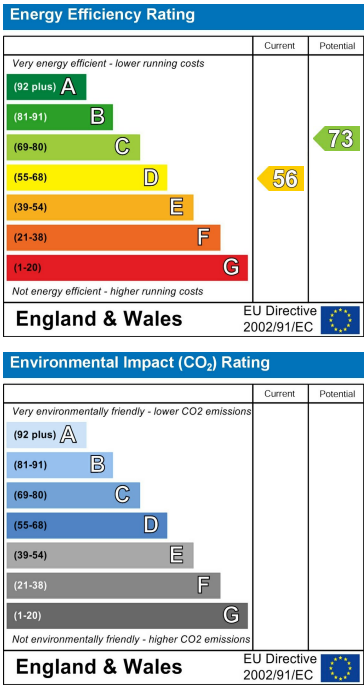 Energy Efficiency Rating
Current Potential
Very energy efficient - lower running costs
(92 plus) A
(81-91) B
(69-80) C
73
(55-68) D
56
(39-54) E
(21-38) F
(1-20) G
Not energy efficient - higher running costs
England & Wales
EU Directive
2002/91/EC
Environmental Impact (CO₂) Rating
Current Potential
Very environmentally friendly - lower CO2 emissions
(92 plus) A
(81-91) B
(69-80) C
(55-68) D
(39-54) E
(21-38) F
(1-20) G
Not environmentally friendly - higher CO2 emissions
England & Wales
EU Directive
2002/91/EC